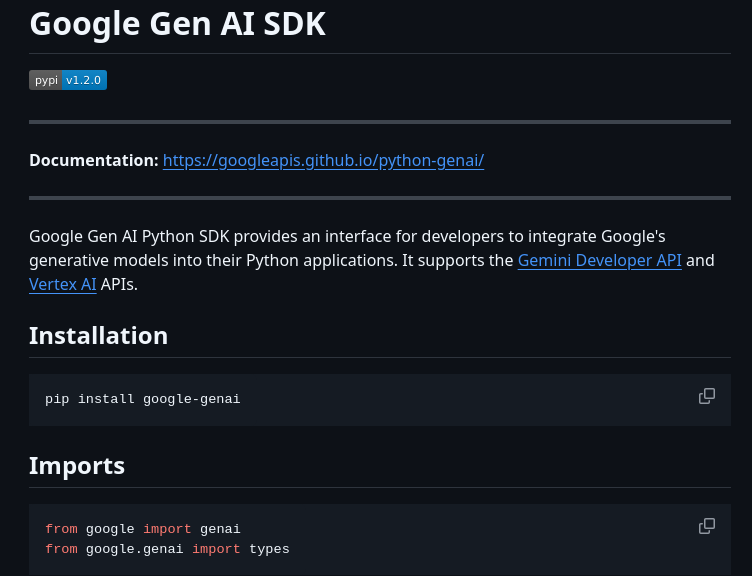 Google Gen AI SDK
pypi v1.2.0
Documentation: https://googleapis.github.io/python-genai/
Google Gen AI Python SDK provides an interface for developers to integrate Google's
generative models into their Python applications. It supports the Gemini Developer API and
Vertex AI APIs.
Installation
pip install google-genai
Imports
from google import genai
from google.genai import types